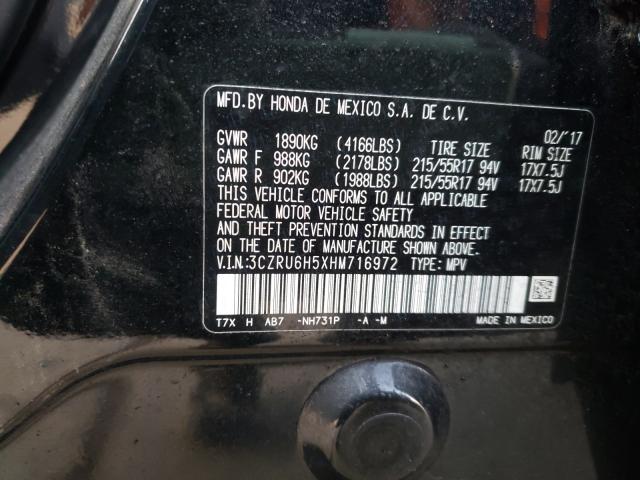 MFD.BY HONDA DE MEXICO S.A. DE C.V.
02/'17
GVWR 1890KG (4166LBS) TIRE SIZE RIM SIZE
GAWR F 988KG (2178LBS) 215/55R17 94V 17X7.5J
GAWR R 902KG (1988LBS) 215/55R17 94V 17X7.5J
THIS VEHICLE CONFORMS TO ALL APPLICABLE
FEDERAL MOTOR VEHICLE SAFETY
AND THEFT PREVENTION STANDARDS IN EFFECT
ON THE DATE OF MANUFACTURE SHOWN ABOVE.
V.I.N.:3CZRU6H5XHM716972 TYPE: MPV
T7X H AB7 -NH731P -A -M MADE IN MEXICO